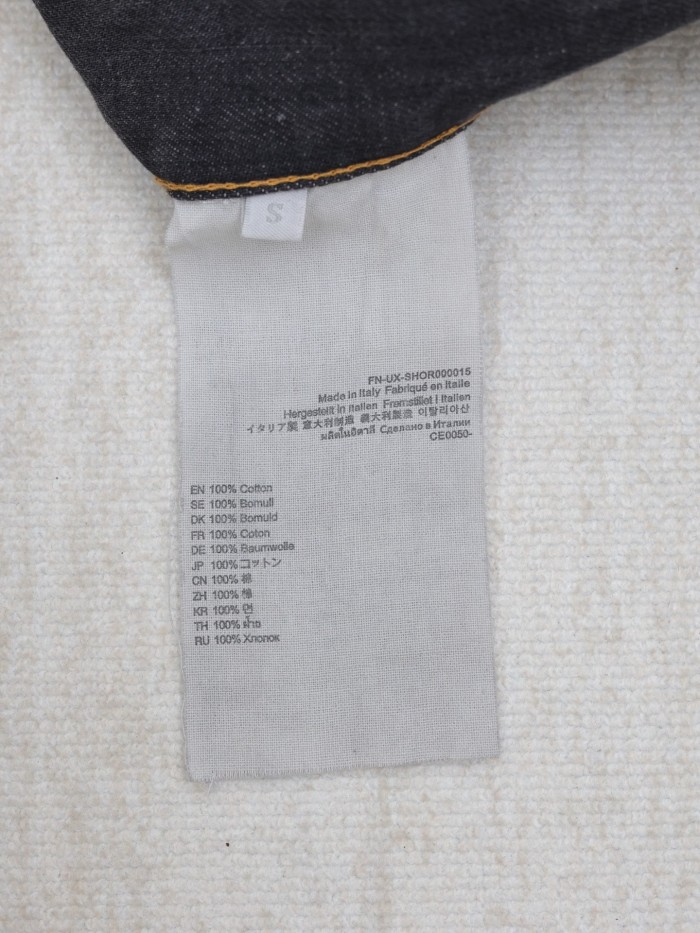 S
FN-UX-SHOR000015
Made in Italy Fabriqué en Italie
Hergestellt in Italien Fremstillet i Italien
イタリア製 意大利制造 義大利製造 이탈리아산
ผลิตในอิตาลี Сделано в Италии
CE0050-
EN 100% Cotton
SE 100% Bomull
DK 100% Bomuld
FR 100% Coton
DE 100% Baumwolle
JP 100% コットン
CN 100% 棉
ZH 100% 棉
KR 100% 면
TH 100% ฝ้าย
RU 100% Хлопок